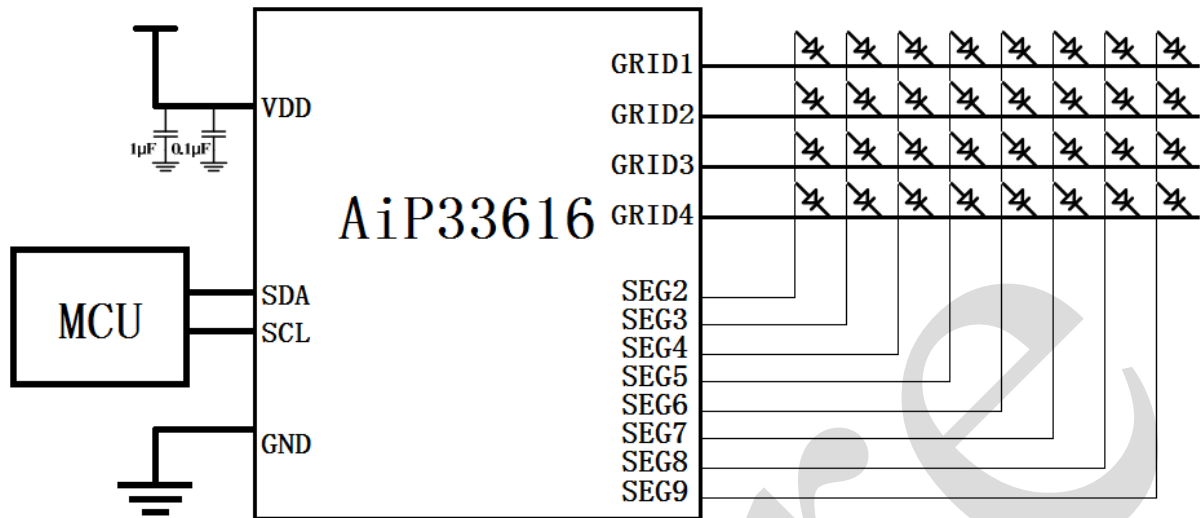 GRID1
VDD
GRID2
1μF 0.1μF
GRID3
AiP33616
GRID4
SDA
SEG2
MCU
SCL
SEG3
SEG4
SEG5
SEG6
GND
SEG7
SEG8
SEG9